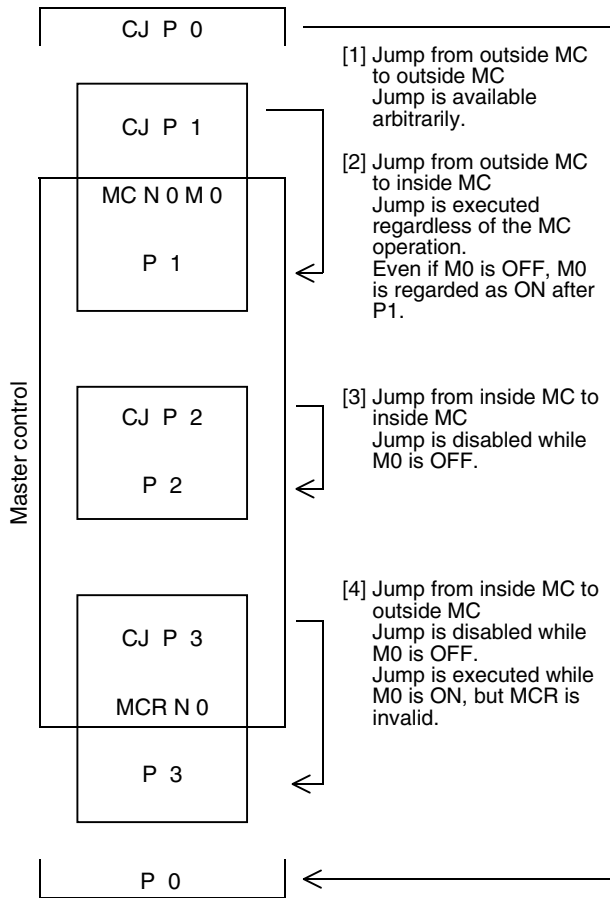 CJ P 0
[1] Jump from outside MC
to outside MC
Jump is available
arbitrarily.
CJ P 1
[2] Jump from outside MC
to inside MC
Jump is executed
regardless of the MC
operation.
Even if M0 is OFF, M0
is regarded as ON after
P1.
MC N 0 M 0
P 1
Master control
CJ P 2
P 2
[3] Jump from inside MC to
inside MC
Jump is disabled while
M0 is OFF.
CJ P 3
MCR N 0
P 3
[4] Jump from inside MC to
outside MC
Jump is disabled while
M0 is OFF.
Jump is executed while
M0 is ON, but MCR is
invalid.
P 0